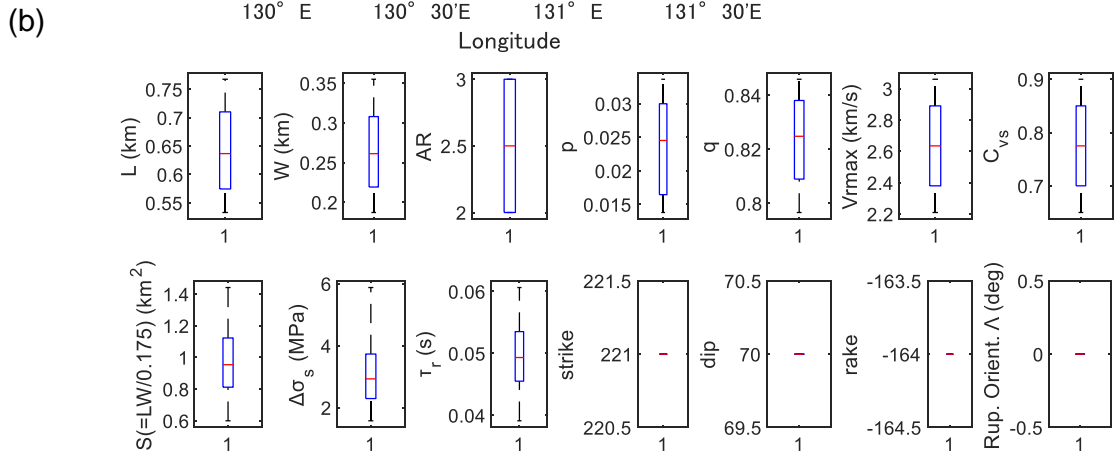 130° E 130° 30'E 131° E 131° 30'E
(b)
Longitude
L (km) 0.75 0.7 0.65 0.6 0.55 1
W (km) 0.35 0.3 0.25 0.2 1
AR 3 2.5 2 1
p 0.03 0.025 0.02 0.015 1
q 0.84 0.82 0.8 1
Vrmax (km/s) 3 2.8 2.6 2.4 2.2 1
C_vs 0.9 0.8 0.7 1
S(=LW/0.175) (km²) 1.4 1.2 1 0.8 0.6 1
Δσ_s (MPa) 6 4 2 1
τ_r(s) 0.06 0.05 0.04 1
strike 221.5 221 220.5 1
dip 70.5 70 69.5 1
rake -163.5 -164 -164.5 1
Rup. Orient. Λ (deg) 0.5 0 -0.5 1